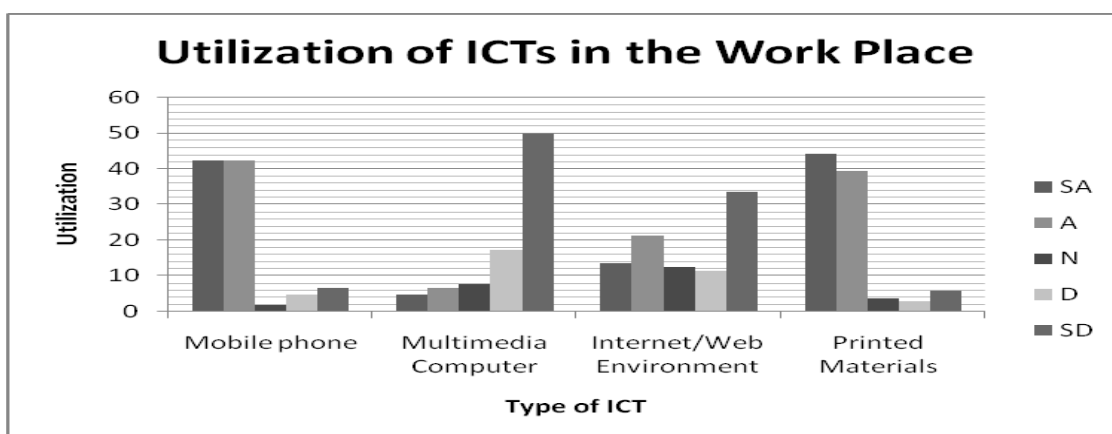 Utilization of ICTs in the Work Place
60
50
40
30
20
10
0
Utilization
Mobile phone
Multimedia
Computer
Internet/Web
Environment
Printed
Materials
Type of ICT
SA
A
N
D
SD